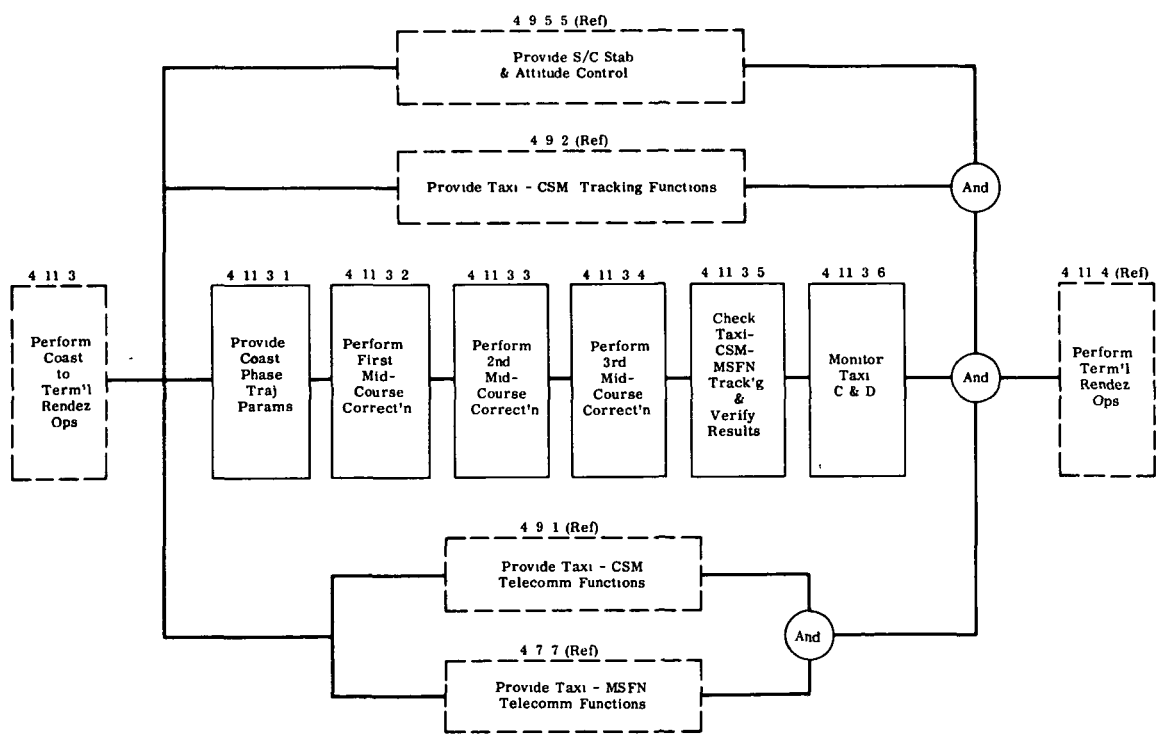 4 9 5 5 (Ref)
Provide S/C Stab
& Attitude Control
4 9 2 (Ref)
Provide Taxi - CSM Tracking Functions
And
4 11 3
Perform
Coast
to
Term'l
Rendez
Ops
4 11 3 1
Provide
Coast
Phase
Traj
Params
4 11 3 2
Perform
First
Mid-
Course
Correct'n
4 11 3 3
Perform
2nd
Mid-
Course
Correct'n
4 11 3 4
Perform
3rd
Mid-
Course
Correct'n
4 11 3 5
Check
Taxi-
CSM-
MSFN
Track'g
&
Verify
Results
4 11 3 6
Monitor
Taxi
C & D
And
4 11 4 (Ref)
Perform
Term'l
Rendez
Ops
4 9 1 (Ref)
Provide Taxi - CSM
Telecomm Functions
And
4 7 7 (Ref)
Provide Taxi - MSFN
Telecomm Functions